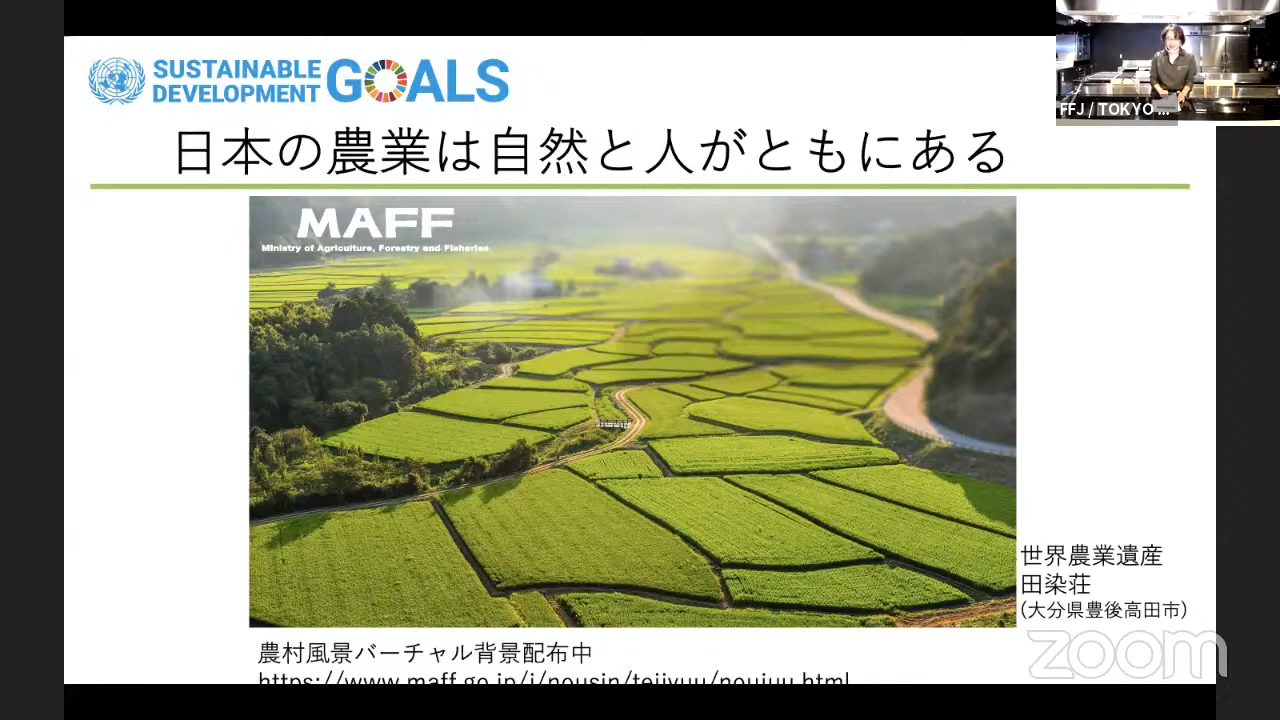 SUSTAINABLE
DEVELOPMENT
GOALS
FFJ / TOKYO ...
日本の農業は自然と人がともにある
MAFF
Ministry of Agriculture, Forestry and Fisheries
世界農業遺産
田染荘
(大分県豊後高田市)
農村風景バーチャル背景配布中
https://www.maff.go.jp/j/nousin/teijyuu/noujuu.html
zoom